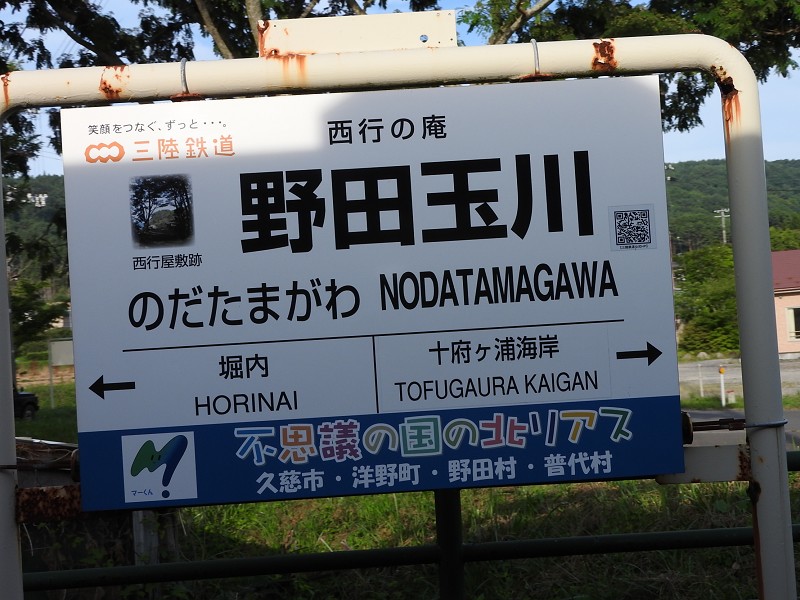 笑顔をつなぐ、ずっと・・・。
三陸鉄道
西行の庵
野田玉川
西行屋敷跡
のだたまがわ NODATAMAGAWA
堀内
HORINAI
十府ヶ浦海岸
TOFUGAURA KAIGAN
不思議の国の北リアス
久慈市・洋野町・野田村・普代村
マーくん